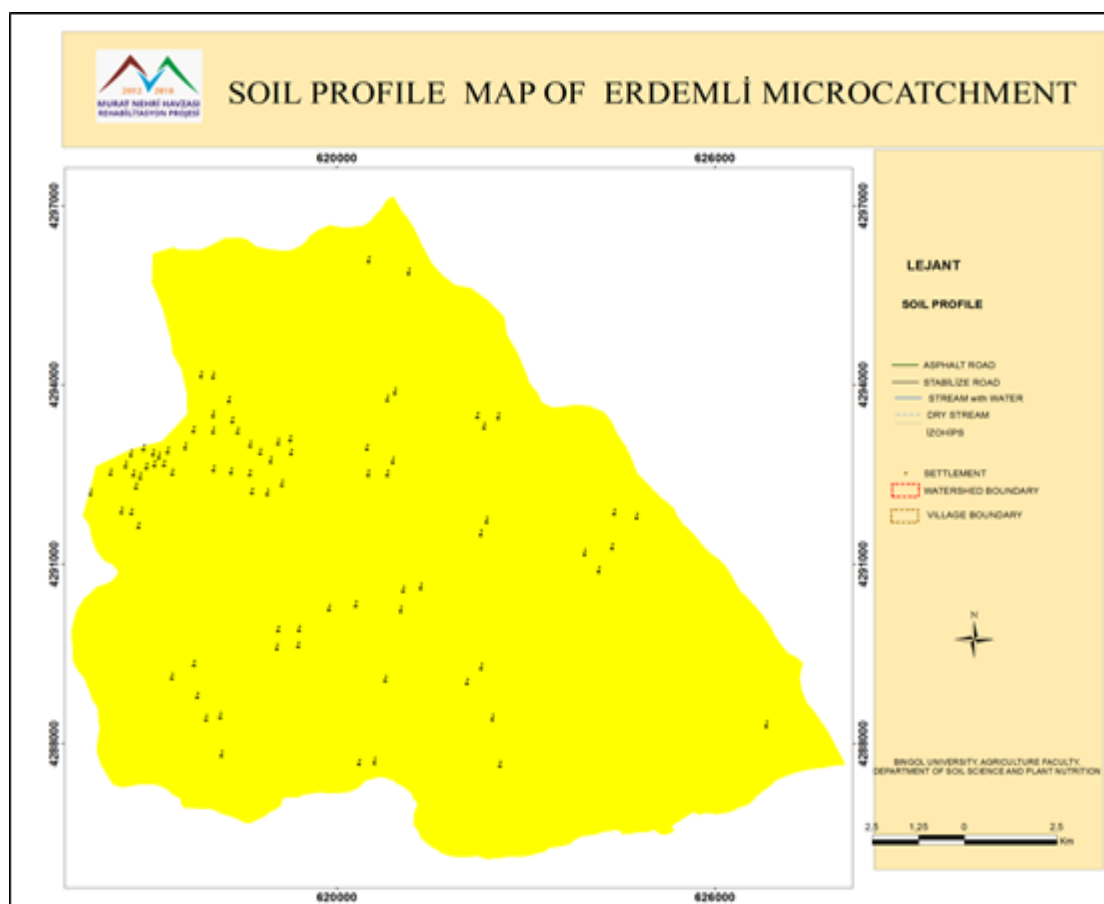 2012 2018
MURAT NEHRİ HAVZASI
REHABİLİTASYON PROJESİ
SOIL PROFILE MAP OF ERDEMLİ MICROCATCHMENT
620000 626000
4297000 4297000
4294000 4294000
4291000 4291000
4288000 4288000
620000 626000
LEJANT
SOIL PROFILE
ASPHALT ROAD
STABİLİZE ROAD
STREAM with WATER
DRY STREAM
İZOHİPS
SETTLEMENT
WATERSHED BOUNDARY
VILLAGE BOUNDARY
N
BINGOL UNIVERSITY, AGRICULTURE FACULTY,
DEPARTMENT OF SOIL SCIENCE AND PLANT NUTRITION
2,5 1,25 0 2,5
Km